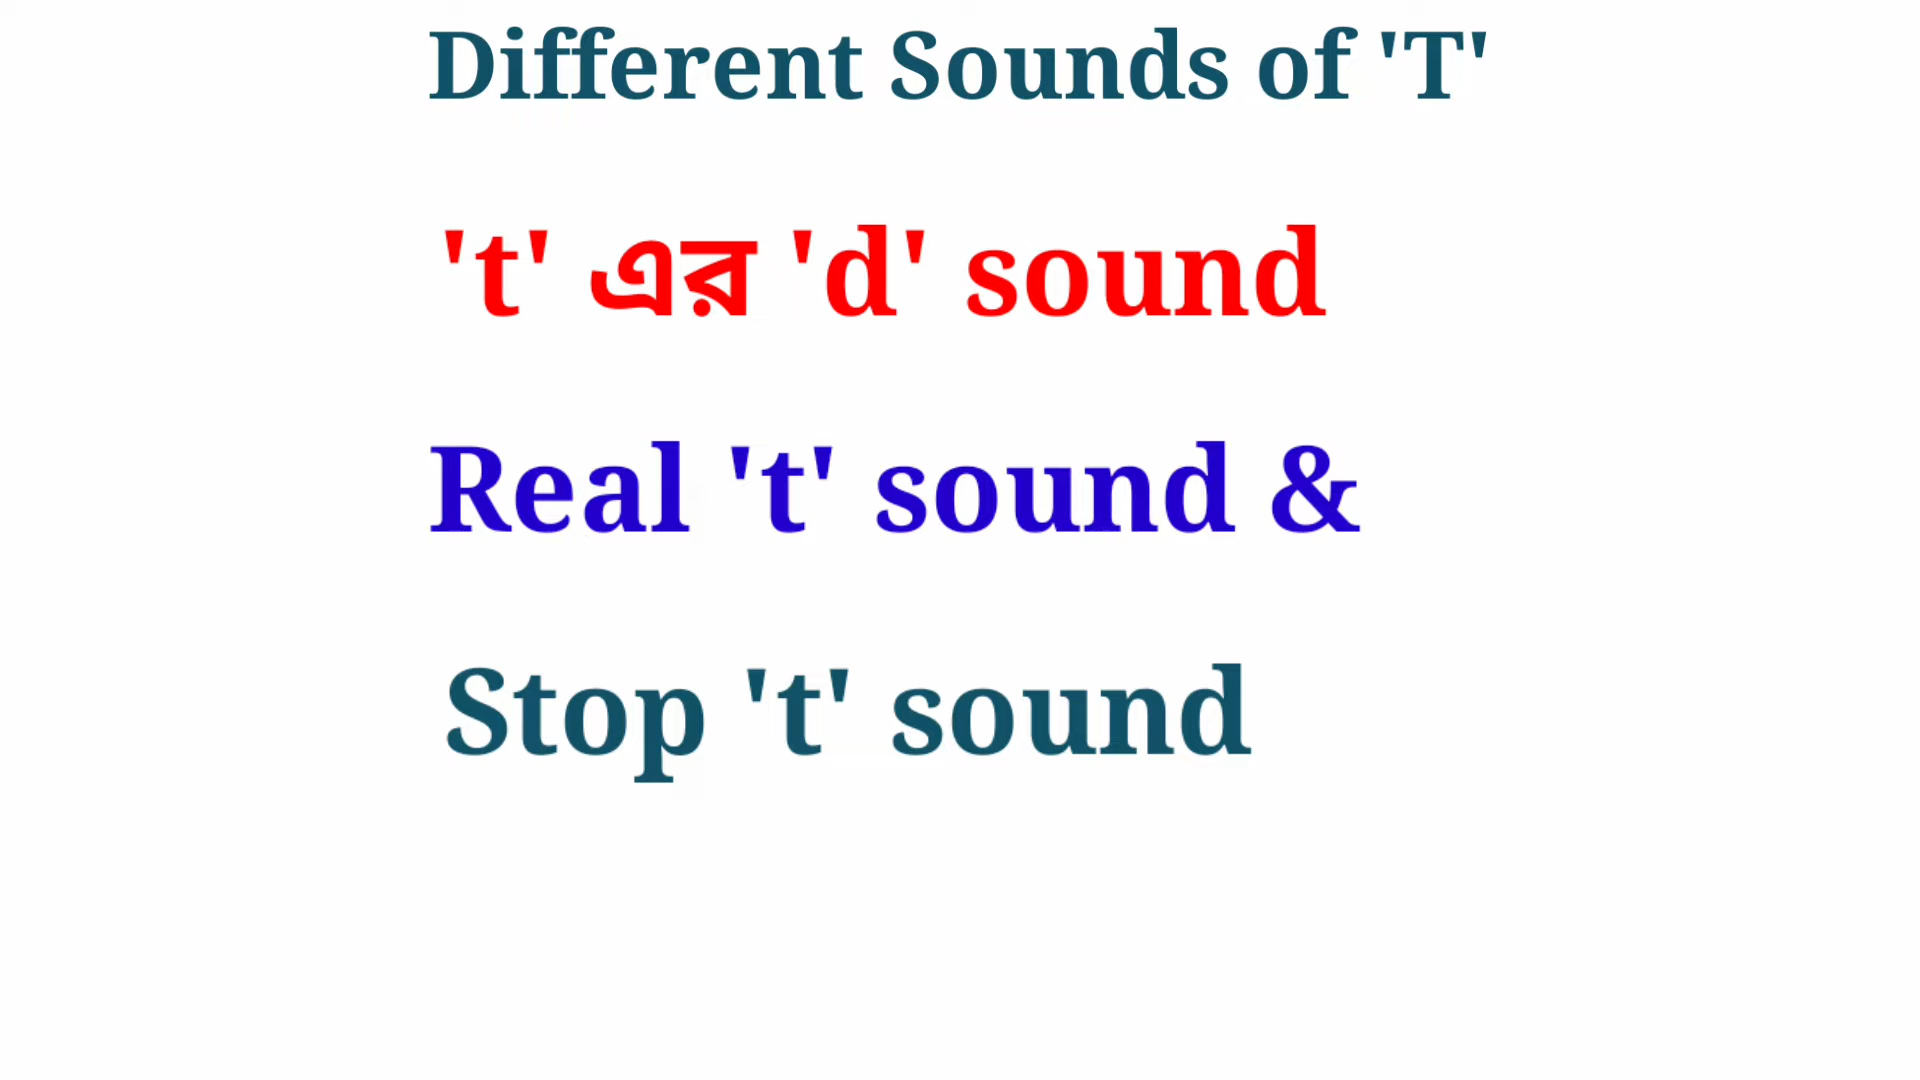 Different Sounds of 'T'
't' এর 'd' sound
Real 't' sound &
Stop 't' sound